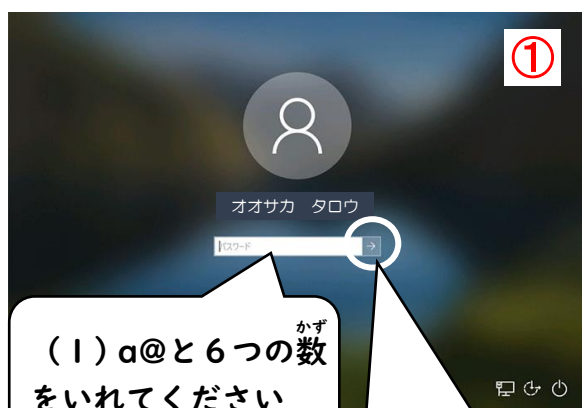 ①
オオサカ タロウ
パスワード
かず
(1)a@と6つの数
をいれてください